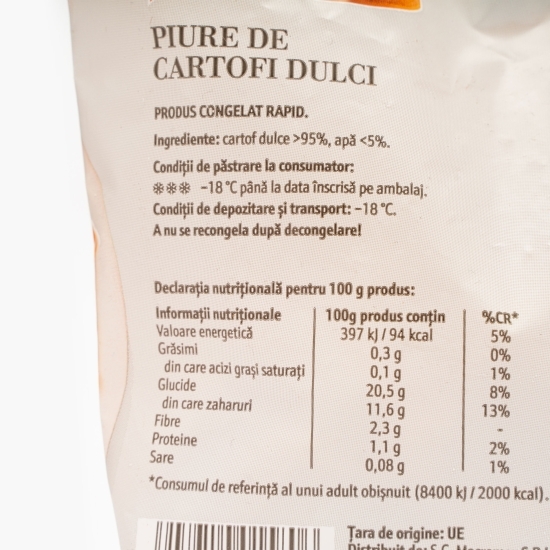 PIURE DE
CARTOFI DULCI
PRODUS CONGELAT RAPID.
Ingrediente: cartof dulce >95%, apă <5%.
Condiții de păstrare la consumator:
✻✻✻ -18 °C până la data înscrisă pe ambalaj.
Condiții de depozitare și transport: -18 °C.
A nu se recongela după decongelare!
Declarația nutrițională pentru 100 g produs:
Informații nutriționale 100g produs conțin %CR*
Valoare energetică 397 kJ / 94 kcal 5%
Grăsimi 0,3 g 0%
din care acizi grași saturați 0,1 g 1%
Glucide 20,5 g 8%
din care zaharuri 11,6 g 13%
Fibre 2,3 g -
Proteine 1,1 g 2%
Sare 0,08 g 1%
*Consumul de referință al unui adult obișnuit (8400 kJ / 2000 kcal).
Țara de origine: UE